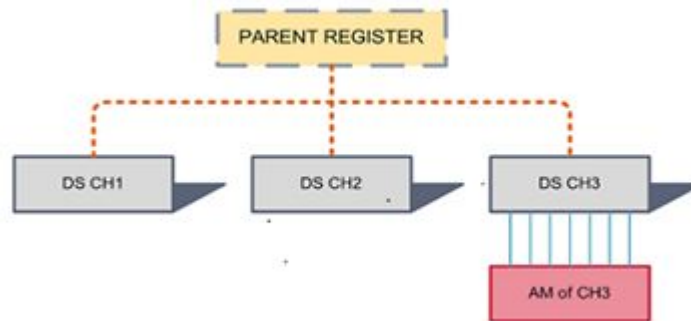 PARENT REGISTER
DS CH1
DS CH2
DS CH3
AM of CH3